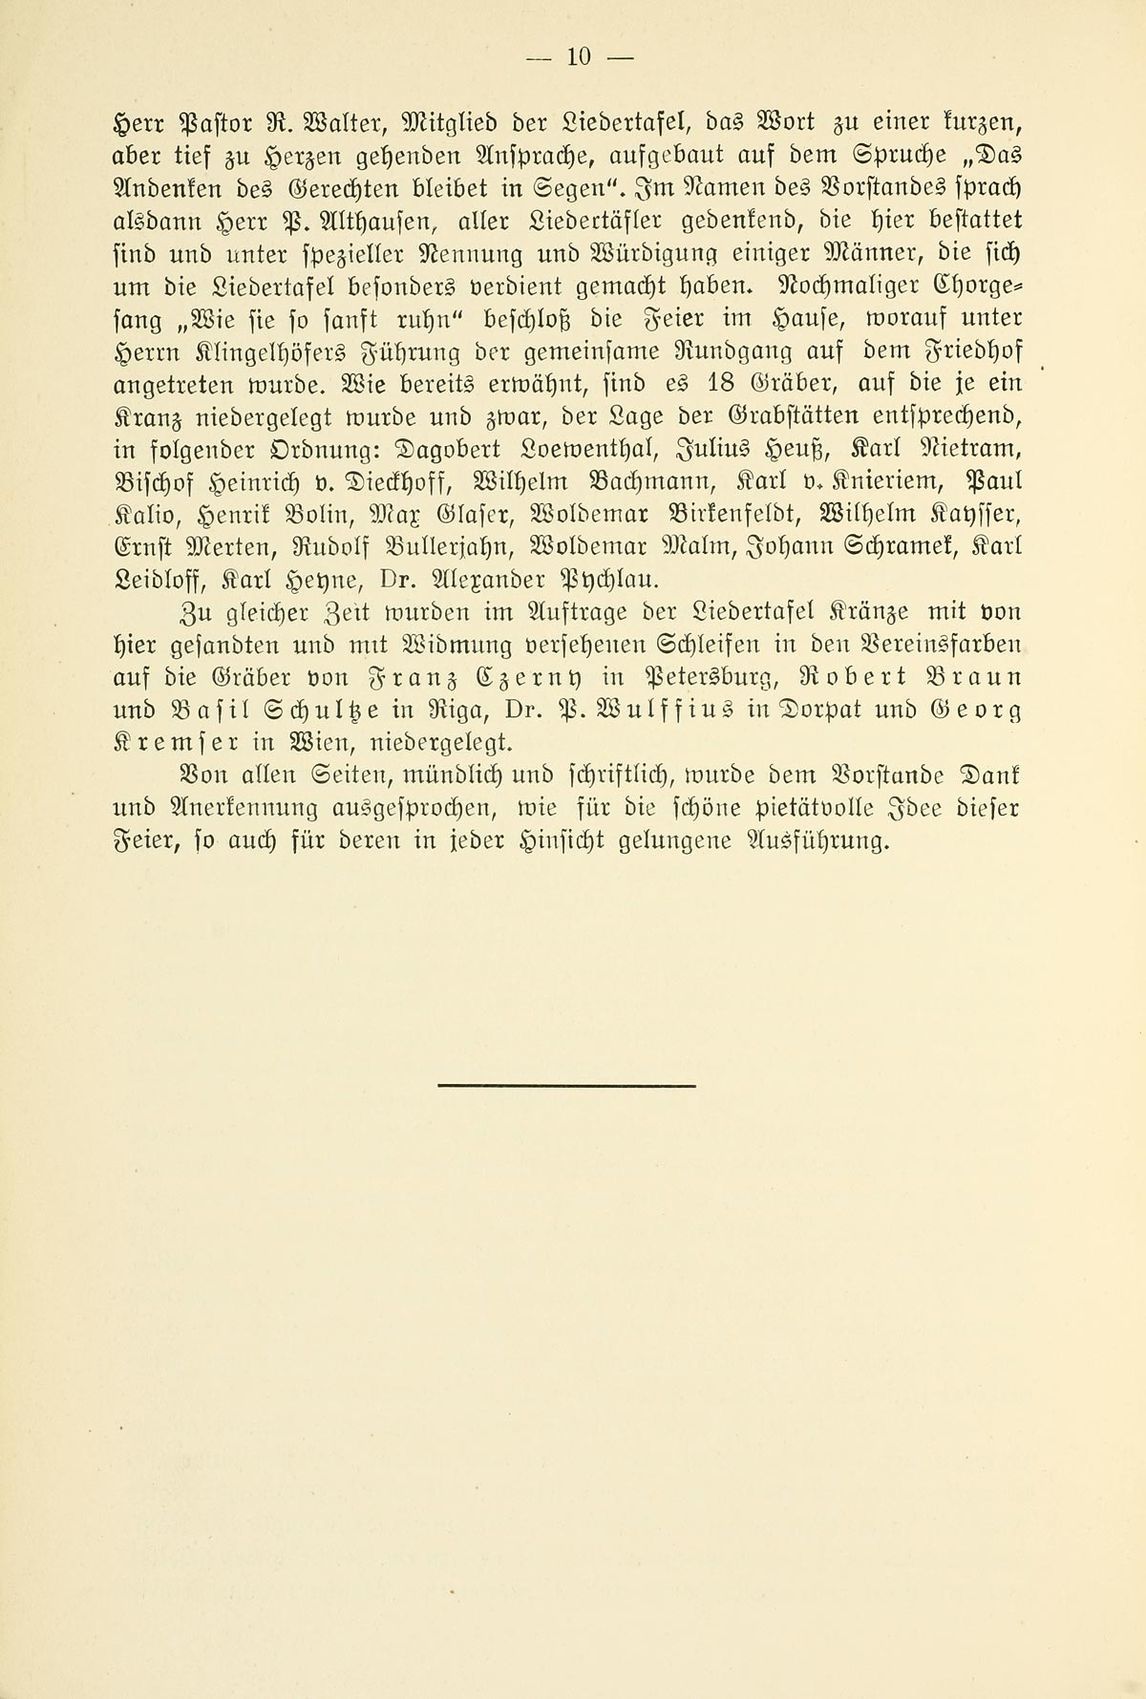 — 10 —
Herr Pastor R. Walter, Mitglied der Liedertafel, das Wort zu einer kurzen,
aber tief zu Herzen gehenden Ansprache, aufgebaut auf dem Spruche „Das
Andenken des Gerechten bleibet in Segen“. Im Namen des Vorstandes sprach
alsdann Herr P. Althausen, aller Liedertäfler gedenkend, die hier bestattet
sind und unter spezieller Nennung und Würdigung einiger Männer, die sich
um die Liedertafel besonders verdient gemacht haben. Nochmaliger Chorge-
sang „Wie sie so sanft ruhn“ beschloß die Feier im Hause, worauf unter
Herrn Klingelhöfers Führung der gemeinsame Rundgang auf dem Friedhof
angetreten wurde. Wie bereits erwähnt, sind es 18 Gräber, auf die je ein
Kranz niedergelegt wurde und zwar, der Lage der Grabstätten entsprechend,
in folgender Ordnung: Dagobert Loewenthal, Julius Heuß, Karl Nietram,
Bischof Heinrich v. Dieckhoff, Wilhelm Bachmann, Karl v. Knieriem, Paul
Kalio, Henrik Bolin, Max Glaser, Woldemar Birkenfeldt, Wilhelm Kaysser,
Ernst Merten, Rudolf Bullerjahn, Woldemar Malm, Johann Schramek, Karl
Leibloff, Karl Heyne, Dr. Alexander Pychlau.
Zu gleicher Zeit wurden im Auftrage der Liedertafel Kränze mit von
hier gesandten und mit Widmung versehenen Schleifen in den Vereinsfarben
auf die Gräber von Franz Czerny in Petersburg, Robert Braun
und Basil Schultze in Riga, Dr. P. Wulffius in Dorpat und Georg
Kremser in Wien, niedergelegt.
Von allen Seiten, mündlich und schriftlich, wurde dem Vorstande Dank
und Anerkennung ausgesprochen, wie für die schöne pietätvolle Idee dieser
Feier, so auch für deren in jeder Hinsicht gelungene Ausführung.